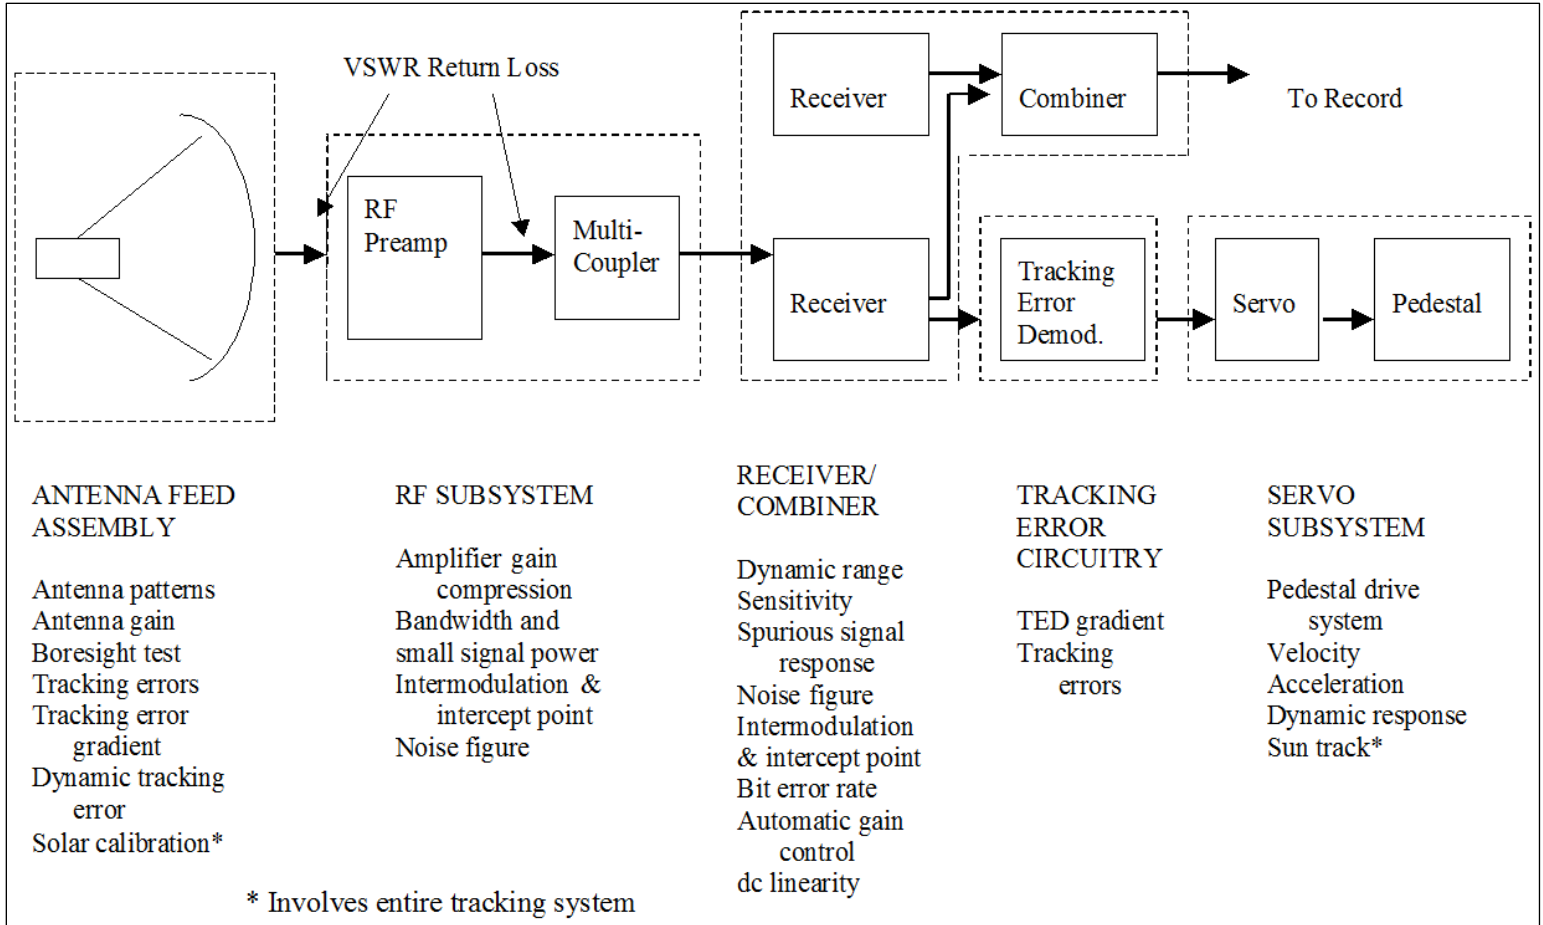 VSWR Return Loss
Receiver
Combiner
To Record
RF
Preamp
Multi-
Coupler
Receiver
Tracking
Error
Demod.
Servo
Pedestal
ANTENNA FEED
ASSEMBLY
Antenna patterns
Antenna gain
Boresight test
Tracking errors
Tracking error
gradient
Dynamic tracking
error
Solar calibration*
RF SUBSYSTEM
Amplifier gain
compression
Bandwidth and
small signal power
Intermodulation &
intercept point
Noise figure
RECEIVER/
COMBINER
Dynamic range
Sensitivity
Spurious signal
response
Noise figure
Intermodulation
& intercept point
Bit error rate
Automatic gain
control
dc linearity
TRACKING
ERROR
CIRCUITRY
TED gradient
Tracking
errors
SERVO
SUBSYSTEM
Pedestal drive
system
Velocity
Acceleration
Dynamic response
Sun track*
* Involves entire tracking system